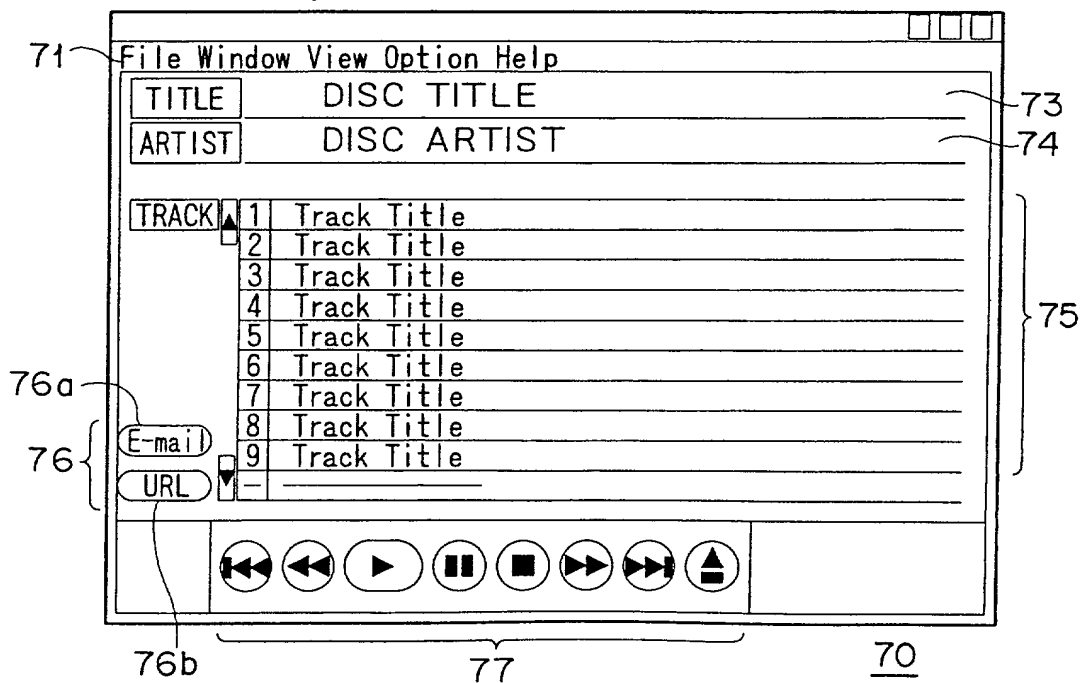 71
File Window View Option Help
TITLE DISC TITLE 73
ARTIST DISC ARTIST 74
TRACK 1 Track Title
2 Track Title
3 Track Title
4 Track Title
75
5 Track Title
6 Track Title
76a
7 Track Title
8 Track Title
E-mail
76
9 Track Title
URL
76b
77
70